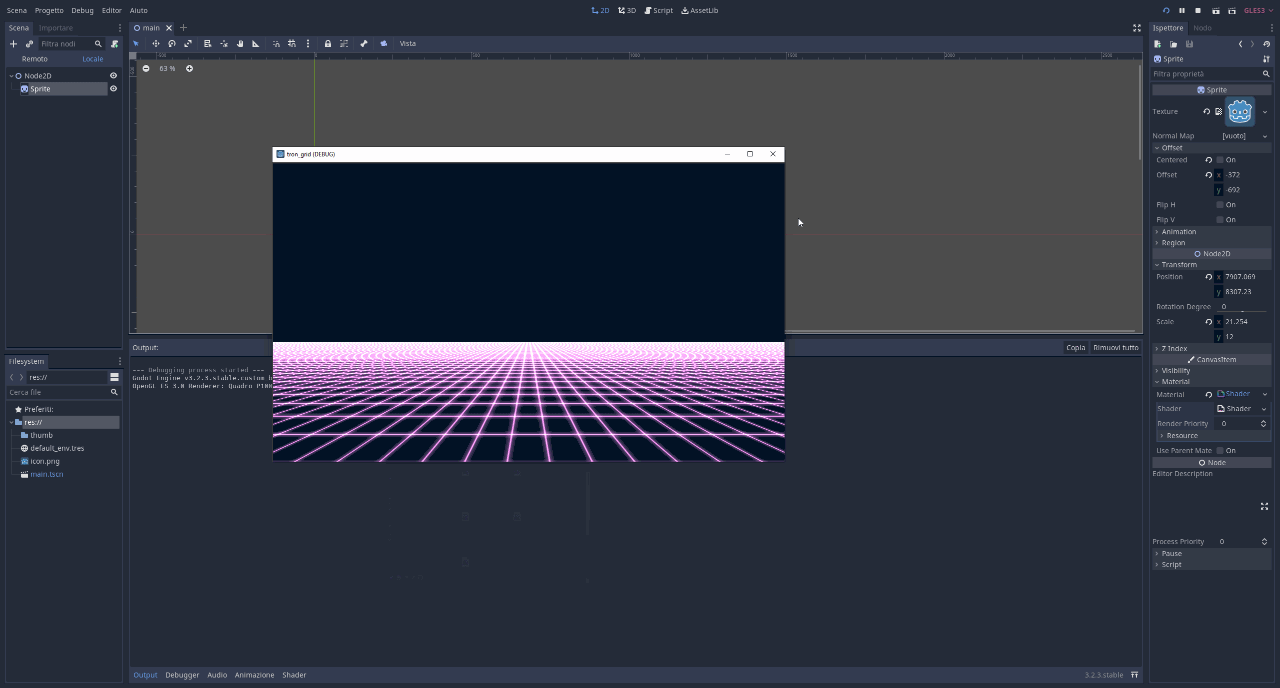 Scena Progetto Debug Editor Aiuto
2D 3D Script AssetLib
GLES3
Scena Importare
Filtra nodi
Remoto Locale
Node2D
Sprite
main
Vista
63 %
tron_grid (DEBUG)
Output:
Copia Rimuovi tutto
--- Debugging process started ---
Godot Engine v3.2.3.stable.custom
OpenGL ES 3.0 Renderer: Quadro
Filesystem
res://
Cerca file
Preferiti:
res://
thumb
default_env.tres
icon.png
main.tscn
Output Debugger Audio Animazione Shader
3.2.3.stable
Ispettore Nodo
Sprite
Filtra proprietà
Sprite
Texture
Normal Map [vuoto]
Offset
Centered On
Offset x -372
y -692
Flip H On
Flip V On
Animation
Region
Node2D
Transform
Position x 7907.069
y 8307.23
Rotation Degree 0
Scale x 21.254
y 12
Z Index
CanvasItem
Visibility
Material
Material Shader
Shader Shader
Render Priority 0
Resource
Use Parent Mate On
Node
Editor Description
Process Priority 0
Pause
Script